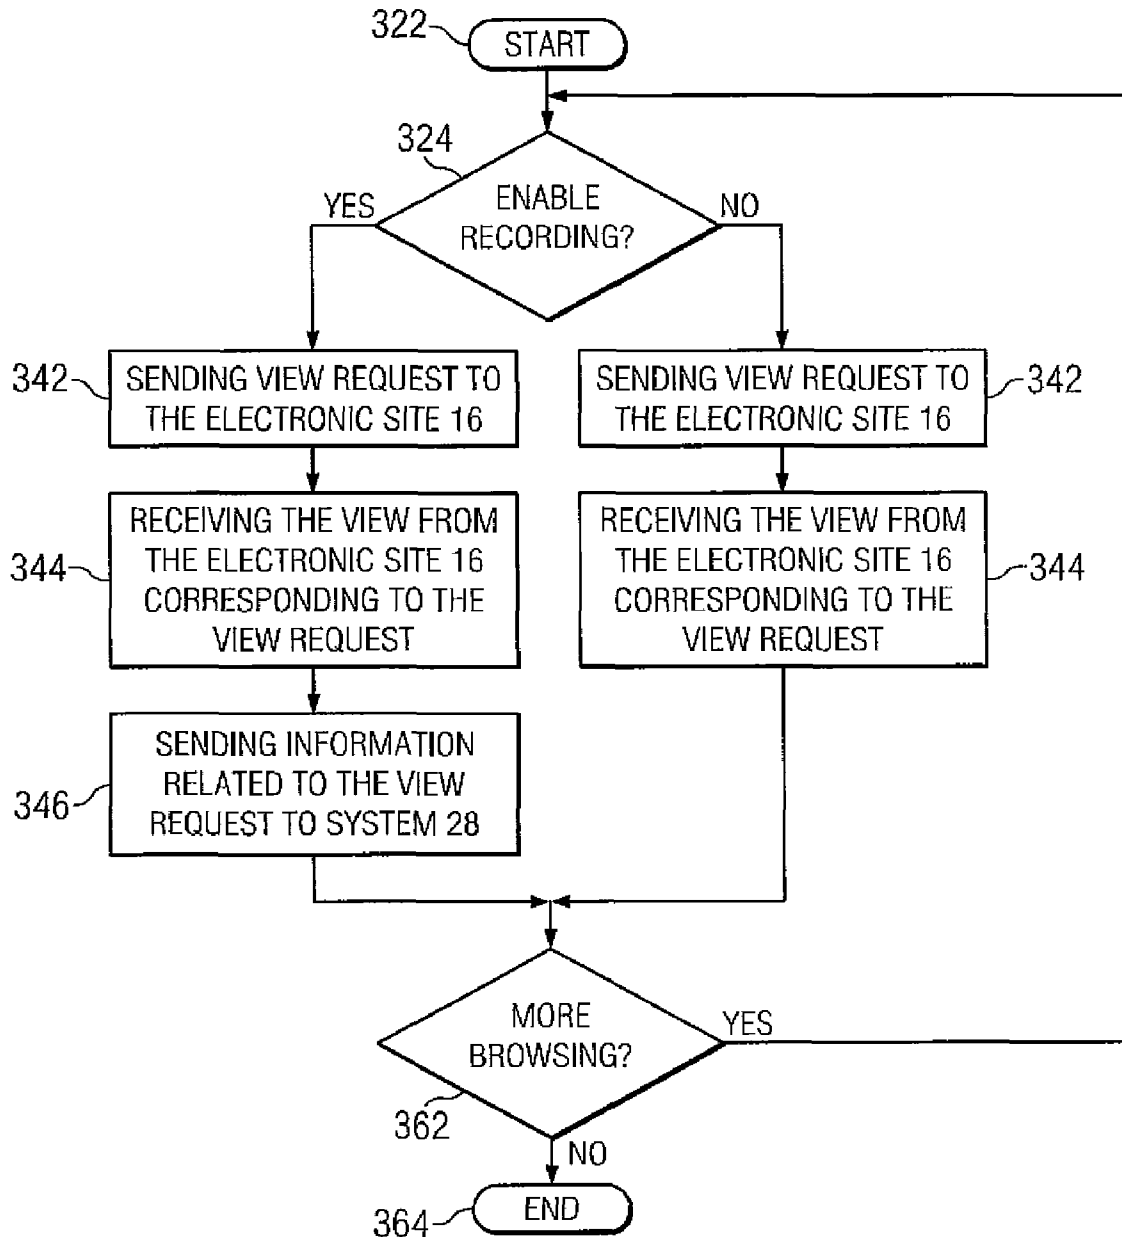 322
START
324
YES
ENABLE
RECORDING?
NO
342
SENDING VIEW REQUEST TO
THE ELECTRONIC SITE 16
SENDING VIEW REQUEST TO
THE ELECTRONIC SITE 16
342
344
RECEIVING THE VIEW FROM
THE ELECTRONIC SITE 16
CORRESPONDING TO THE
VIEW REQUEST
RECEIVING THE VIEW FROM
THE ELECTRONIC SITE 16
CORRESPONDING TO THE
VIEW REQUEST
344
346
SENDING INFORMATION
RELATED TO THE VIEW
REQUEST TO SYSTEM 28
MORE
BROWSING?
YES
362
NO
364
END